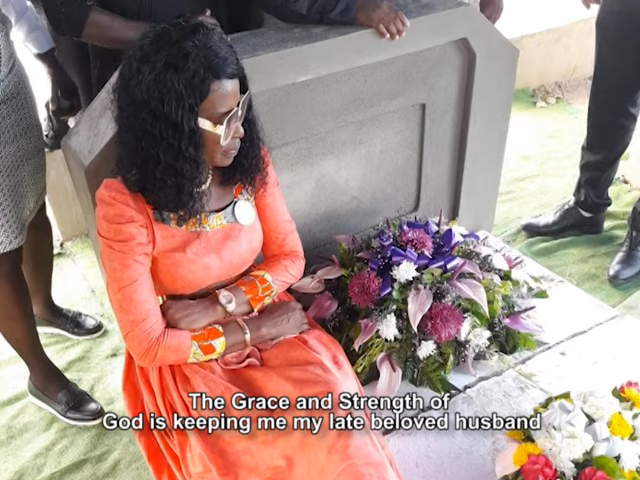 The Grace and Strength of
God is keeping me my late beloved husband